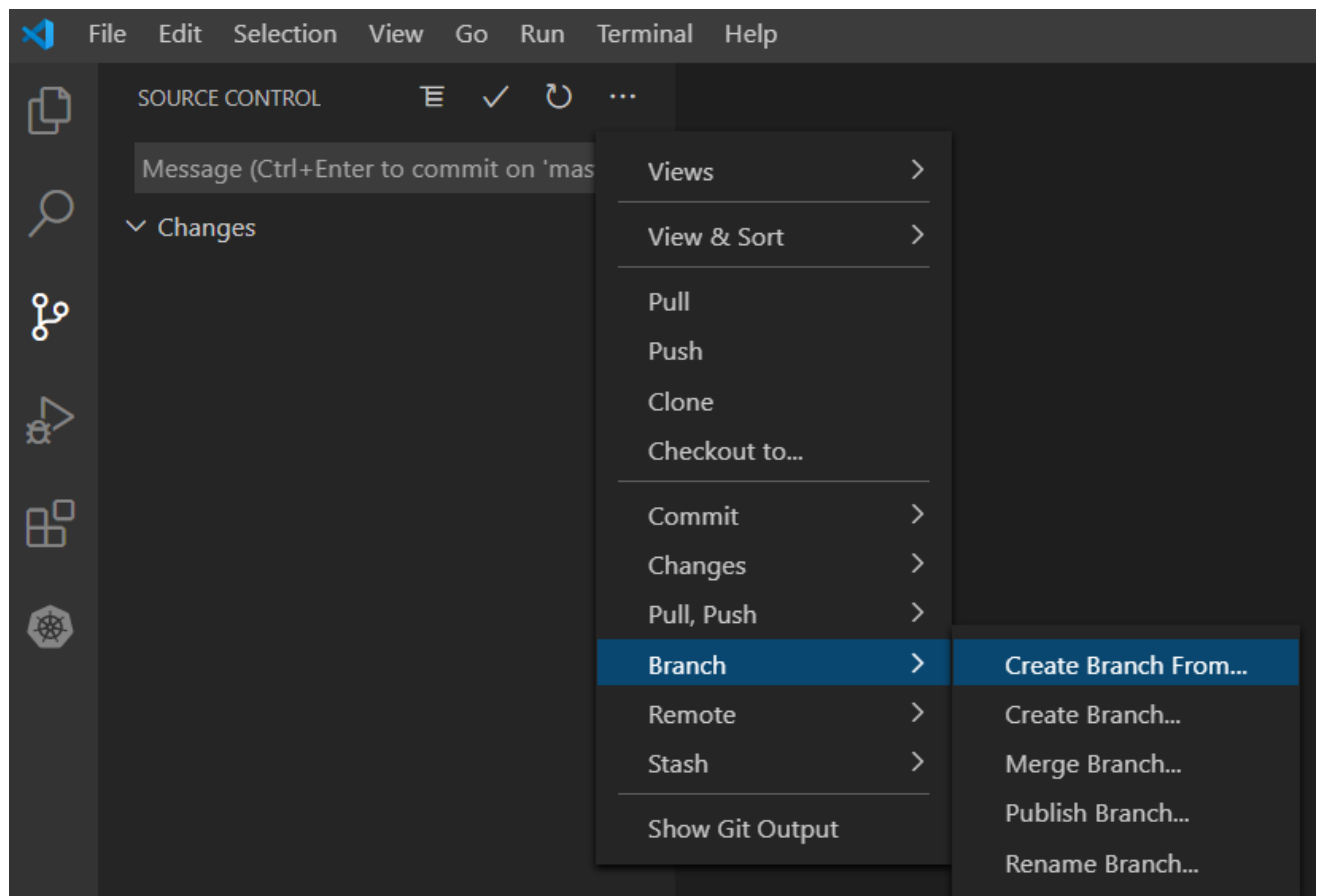 File Edit Selection View Go Run Terminal Help
SOURCE CONTROL
Message (Ctrl+Enter to commit on 'mas
Changes
Views
View & Sort
Pull
Push
Clone
Checkout to...
Commit
Changes
Pull, Push
Branch
Remote
Stash
Show Git Output
Create Branch From...
Create Branch...
Merge Branch...
Publish Branch...
Rename Branch...